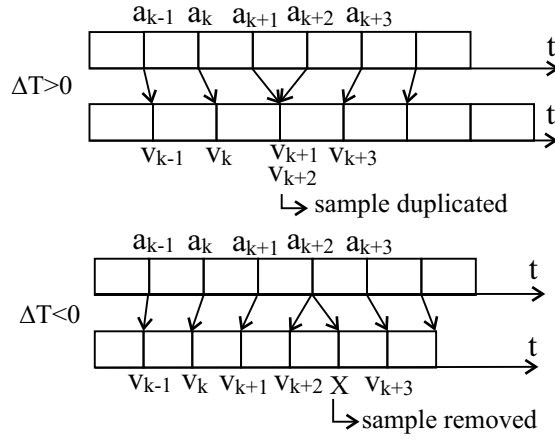 a_{k-1} a_k a_{k+1} a_{k+2} a_{k+3}
t
ΔT>0
t
v_{k-1} v_k v_{k+1} v_{k+3}
v_{k+2}
sample duplicated
a_{k-1} a_k a_{k+1} a_{k+2} a_{k+3}
t
ΔT<0
t
v_{k-1} v_k v_{k+1} v_{k+2} X v_{k+3}
sample removed